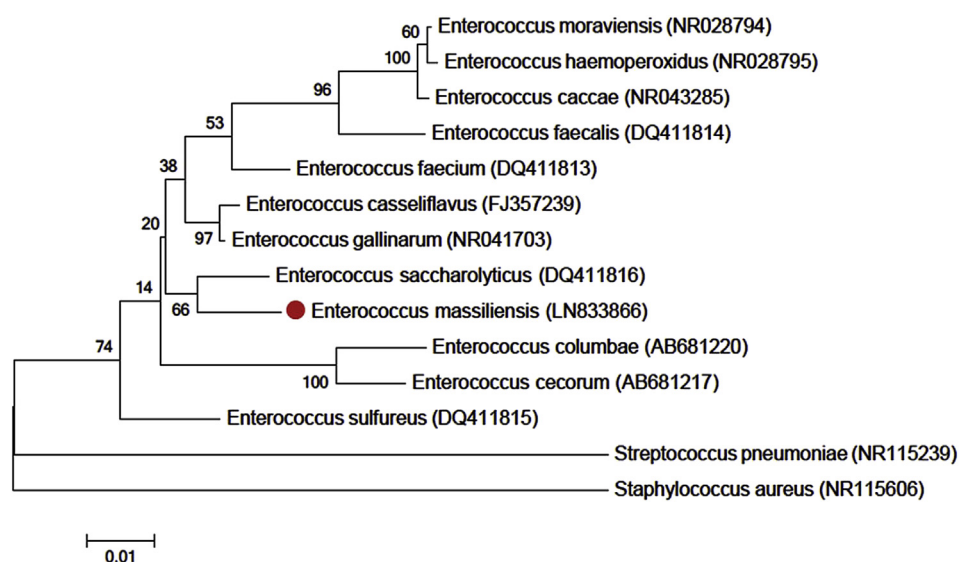 60
Enterococcus moraviensis (NR028794)
100
Enterococcus haemoperoxidus (NR028795)
96
Enterococcus caccae (NR043285)
53
Enterococcus faecalis (DQ411814)
38
Enterococcus faecium (DQ411813)
Enterococcus casseliflavus (FJ357239)
20
97
Enterococcus gallinarum (NR041703)
14
Enterococcus saccharolyticus (DQ411816)
66
Enterococcus massiliensis (LN833866)
74
Enterococcus columbae (AB681220)
100
Enterococcus cecorum (AB681217)
Enterococcus sulfureus (DQ411815)
Streptococcus pneumoniae (NR115239)
Staphylococcus aureus (NR115606)
0.01